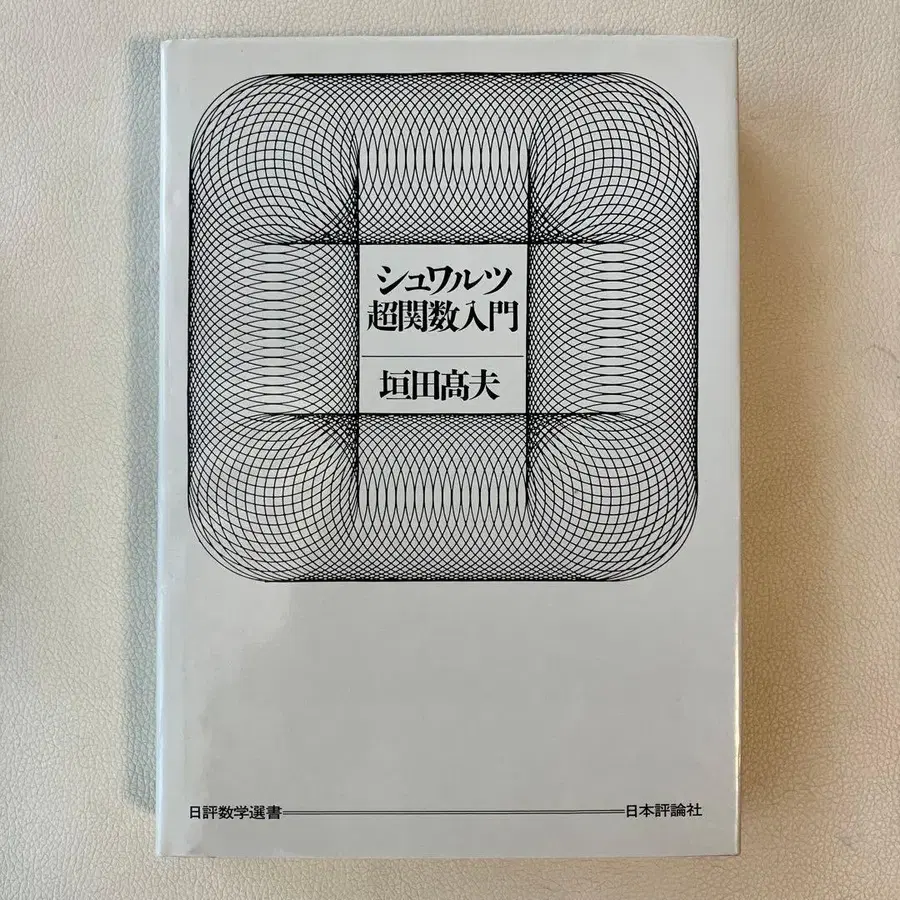 シュワルツ
超関数入門
垣田髙夫
日評数学選書
日本評論社